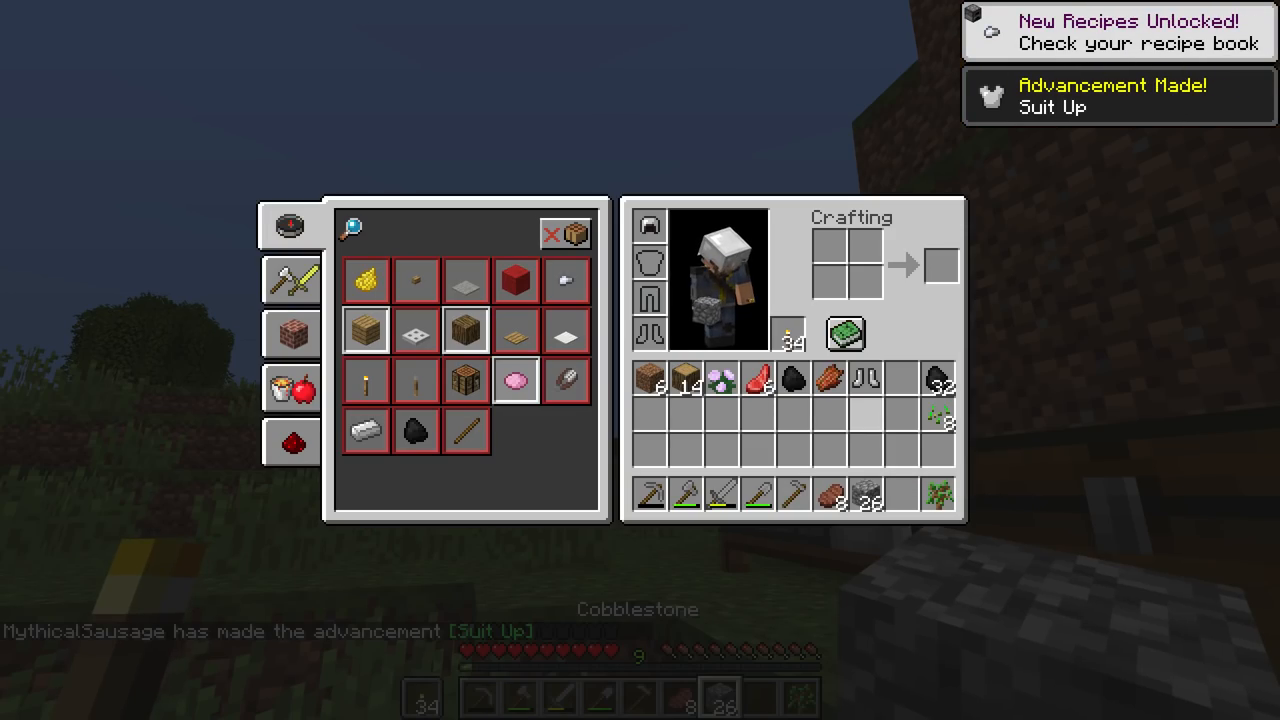 New Recipes Unlocked!
Check your recipe book
Advancement Made!
Suit Up
Crafting
34
6 14 6 32
8
8 26
Cobblestone
MythicalSausage has made the advancement [Suit Up]
9
34 8 26